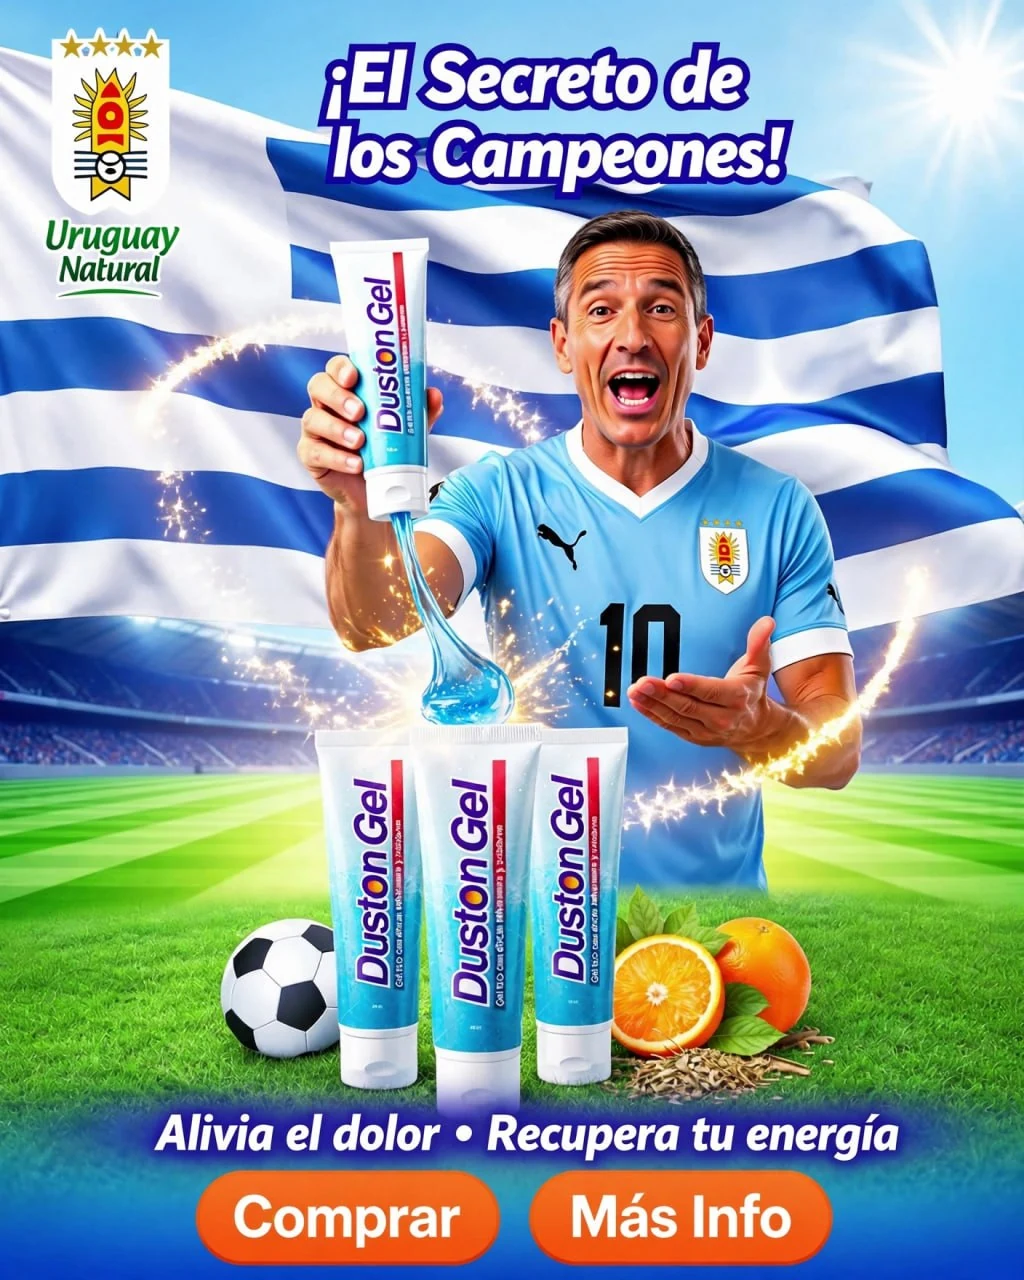 ¡El Secreto de
los Campeones!
Uruguay
Natural
Duston Gel
10
Duston Gel
Duston Gel
Duston Gel
Alivia el dolor • Recupera tu energía
Comprar
Más Info